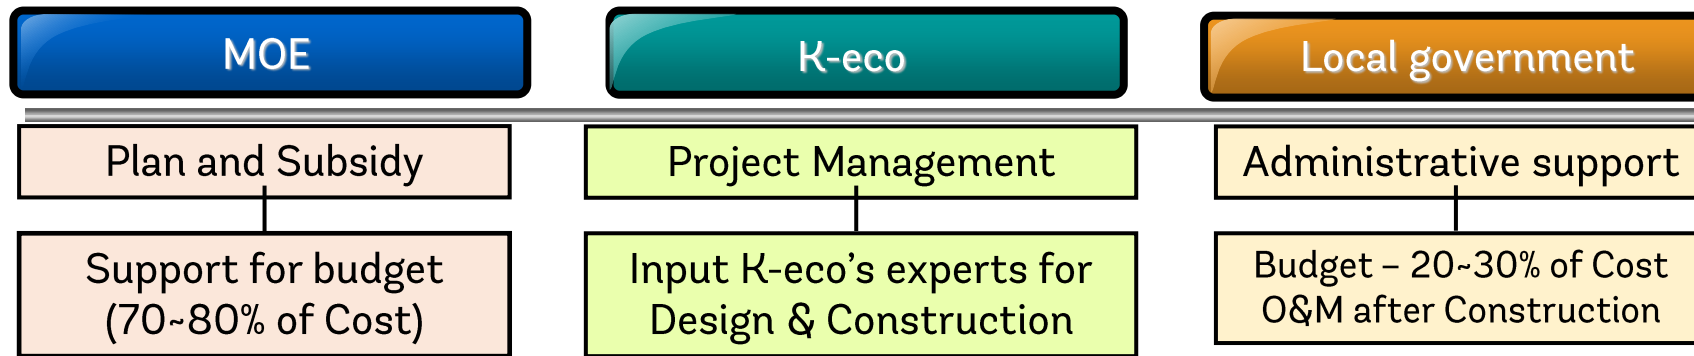 MOE
K-eco
Local government
Plan and Subsidy
Project Management
Administrative support
Support for budget
(70~80% of Cost)
Input K-eco’s experts for
Design & Construction
Budget – 20~30% of Cost
O&M after Construction